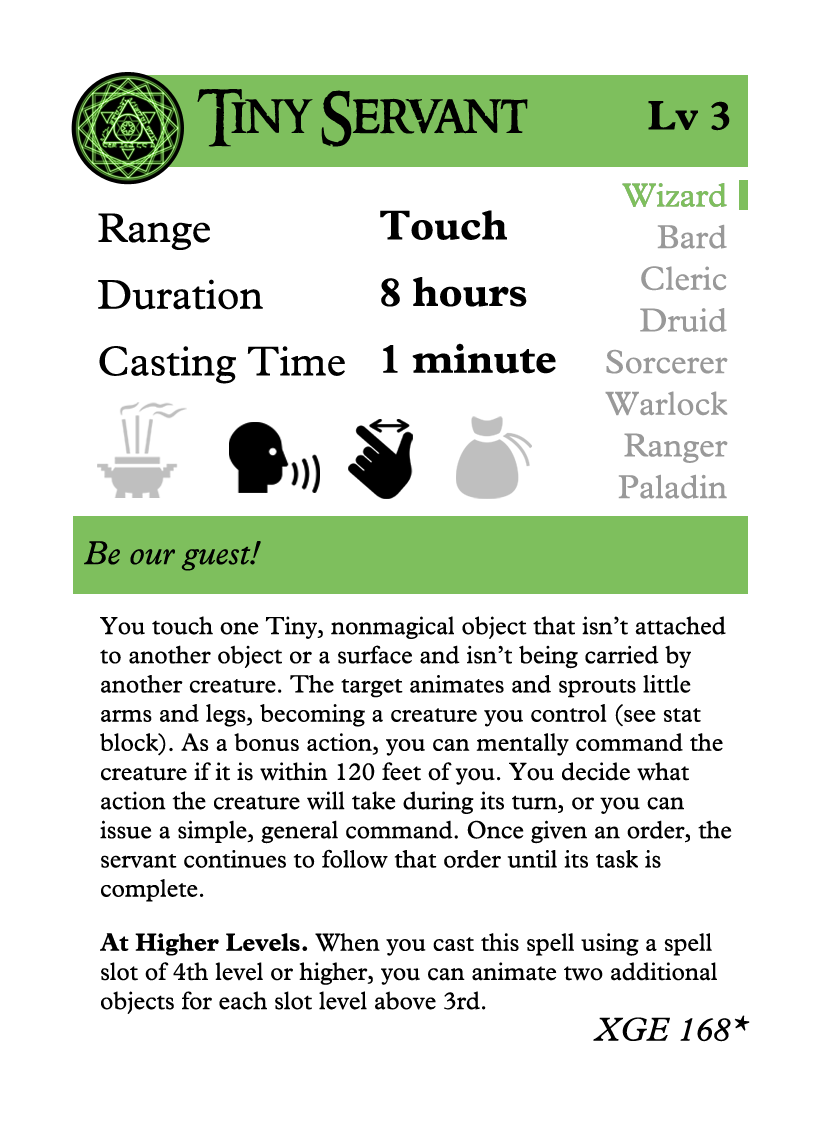 Tiny Servant
Lv 3
Range Touch
Duration 8 hours
Casting Time 1 minute
Wizard
Bard
Cleric
Druid
Sorcerer
Warlock
Ranger
Paladin
Be our guest!
You touch one Tiny, nonmagical object that isn’t attached
to another object or a surface and isn’t being carried by
another creature. The target animates and sprouts little
arms and legs, becoming a creature you control (see stat
block). As a bonus action, you can mentally command the
creature if it is within 120 feet of you. You decide what
action the creature will take during its turn, or you can
issue a simple, general command. Once given an order, the
servant continues to follow that order until its task is
complete.
At Higher Levels. When you cast this spell using a spell
slot of 4th level or higher, you can animate two additional
objects for each slot level above 3rd.
XGE 168*